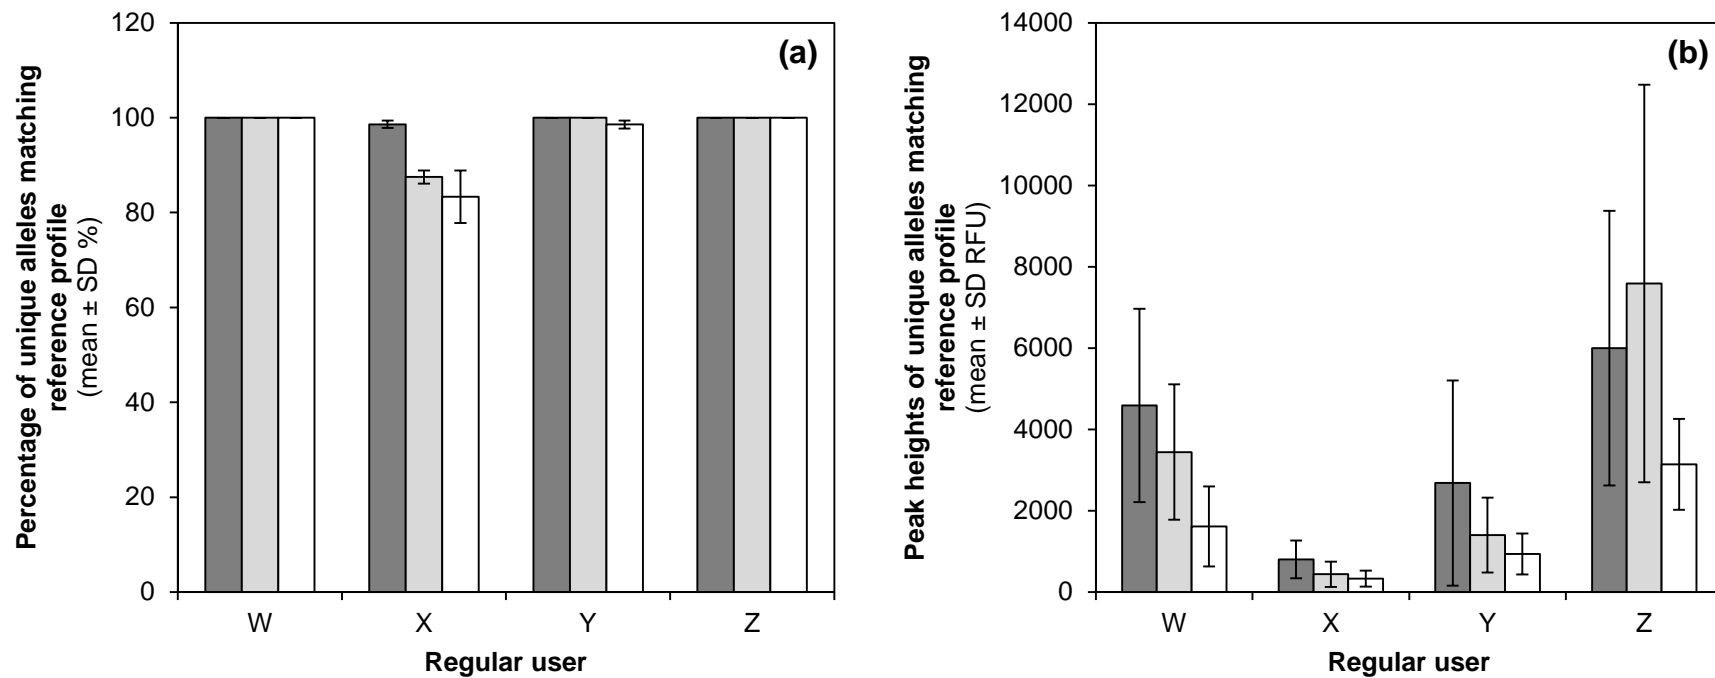 (a)
Percentage of unique alleles matching
reference profile
(mean ± SD %)
120
100
80
60
40
20
0
W X Y Z
Regular user
(b)
Peak heights of unique alleles matching
reference profile
(mean ± SD RFU)
14000
12000
10000
8000
6000
4000
2000
0
W X Y Z
Regular user